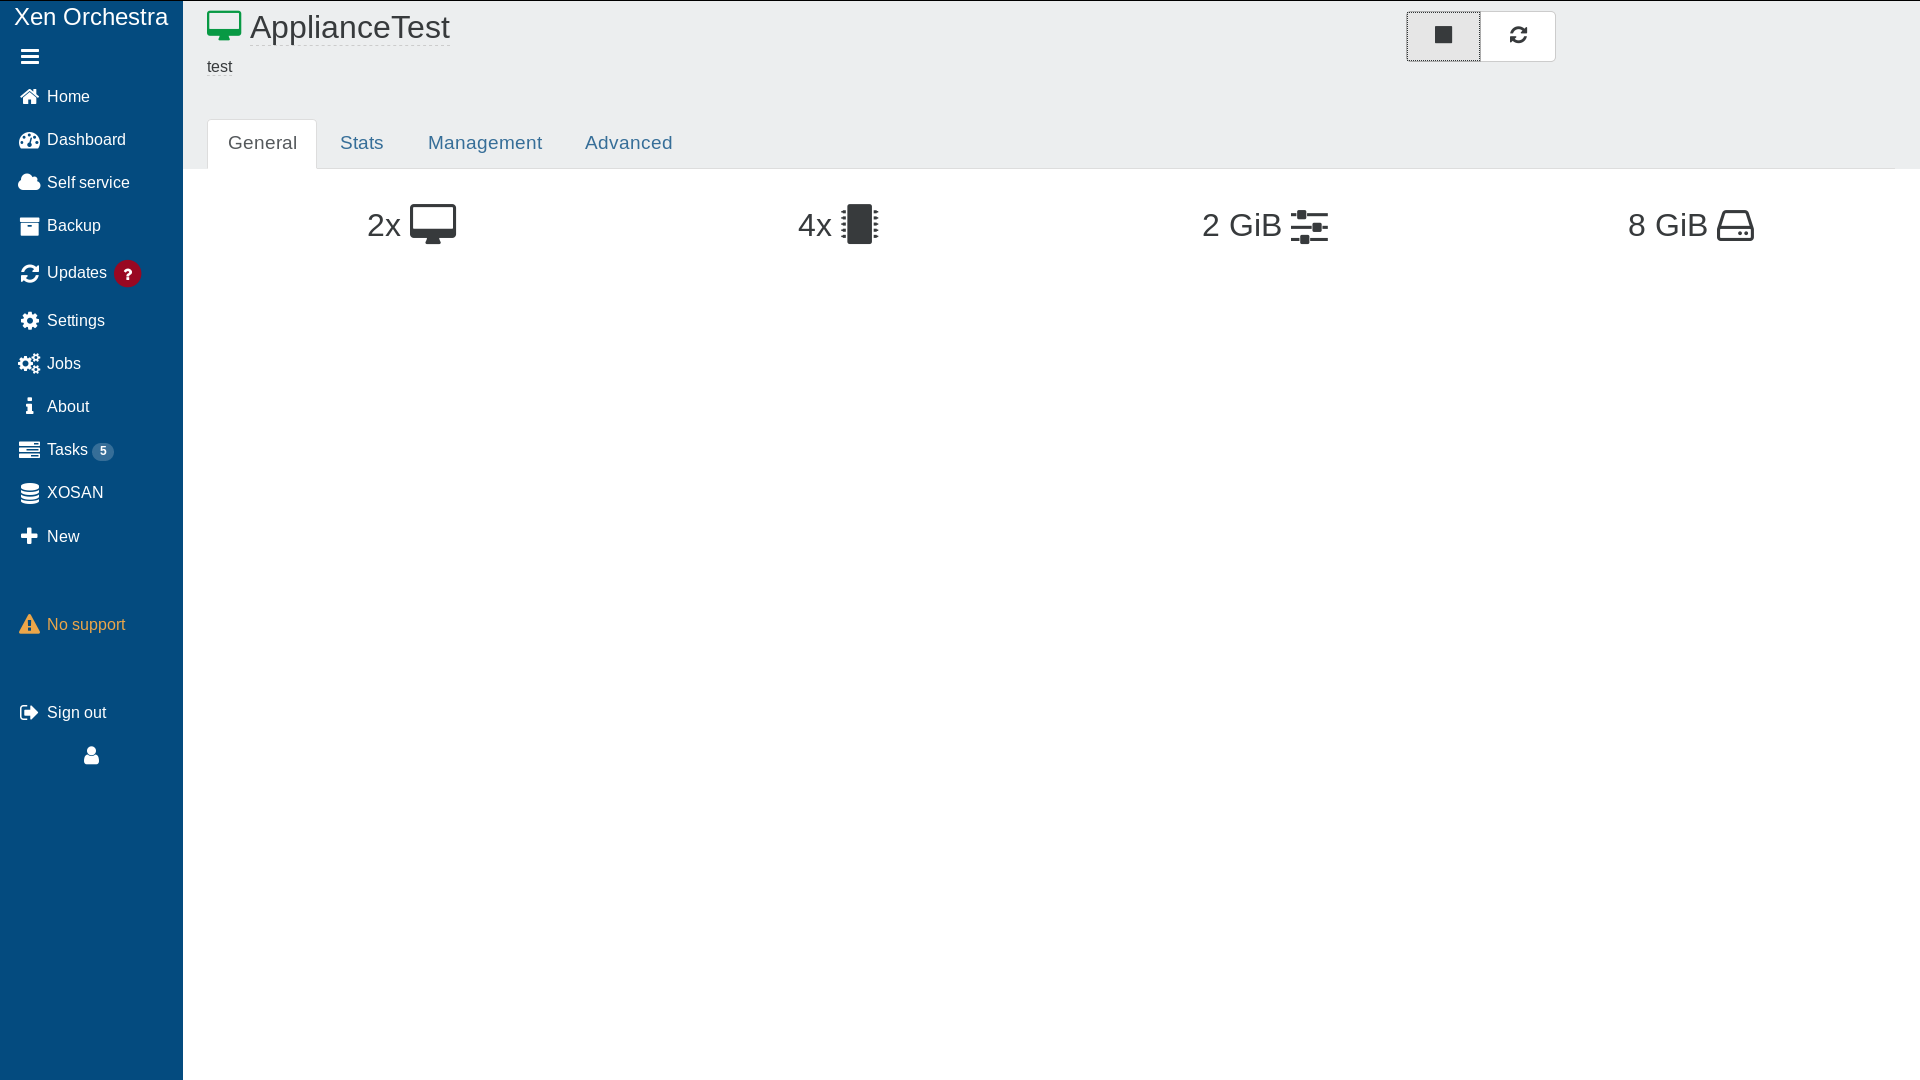 Xen Orchestra
Home
Dashboard
Self service
Backup
Updates ?
Settings
Jobs
About
Tasks 5
XOSAN
New
No support
Sign out
ApplianceTest
test
General Stats Management Advanced
2x 4x 2 GiB 8 GiB